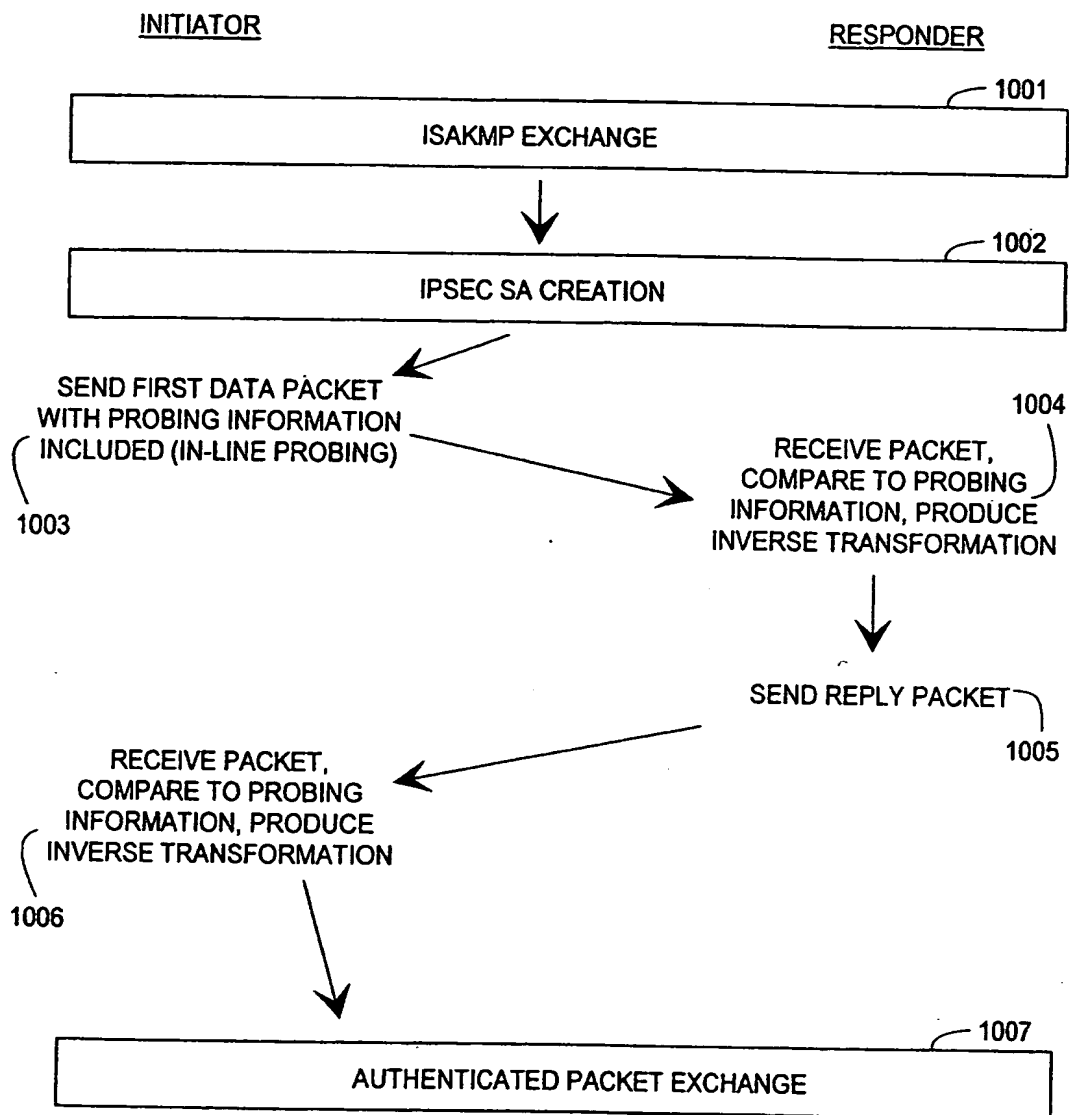 INITIATOR
RESPONDER
1001
ISAKMP EXCHANGE
1002
IPSEC SA CREATION
SEND FIRST DATA PACKET
WITH PROBING INFORMATION
INCLUDED (IN-LINE PROBING)
1003
1004
RECEIVE PACKET,
COMPARE TO PROBING
INFORMATION, PRODUCE
INVERSE TRANSFORMATION
SEND REPLY PACKET
1005
RECEIVE PACKET,
COMPARE TO PROBING
INFORMATION, PRODUCE
INVERSE TRANSFORMATION
1006
1007
AUTHENTICATED PACKET EXCHANGE